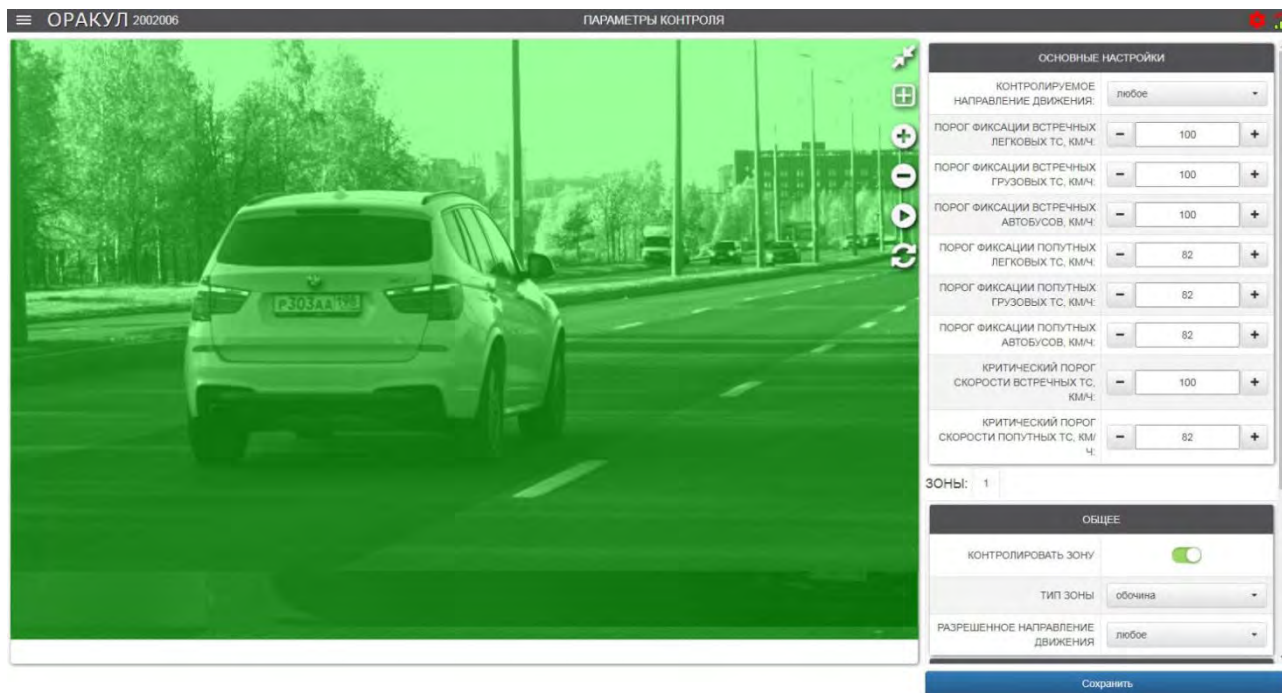 ОРАКУЛ 2002006
ПАРАМЕТРЫ КОНТРОЛЯ
Р303АА 198
ОСНОВНЫЕ НАСТРОЙКИ
КОНТРОЛИРУЕМОЕ
НАПРАВЛЕНИЕ ДВИЖЕНИЯ:
любое
ПОРОГ ФИКСАЦИИ ВСТРЕЧНЫХ
ЛЕГКОВЫХ ТС, КМ/Ч:
100
ПОРОГ ФИКСАЦИИ ВСТРЕЧНЫХ
ГРУЗОВЫХ ТС, КМ/Ч:
100
ПОРОГ ФИКСАЦИИ ВСТРЕЧНЫХ
АВТОБУСОВ, КМ/Ч:
100
ПОРОГ ФИКСАЦИИ ПОПУТНЫХ
ЛЕГКОВЫХ ТС, КМ/Ч:
82
ПОРОГ ФИКСАЦИИ ПОПУТНЫХ
ГРУЗОВЫХ ТС, КМ/Ч:
82
ПОРОГ ФИКСАЦИИ ПОПУТНЫХ
АВТОБУСОВ, КМ/Ч:
82
КРИТИЧЕСКИЙ ПОРОГ
СКОРОСТИ ВСТРЕЧНЫХ ТС,
КМ/Ч:
100
КРИТИЧЕСКИЙ ПОРОГ
СКОРОСТИ ПОПУТНЫХ ТС, КМ/
Ч:
82
ЗОНЫ: 1
ОБЩЕЕ
КОНТРОЛИРОВАТЬ ЗОНУ
ТИП ЗОНЫ
обочина
РАЗРЕШЕННОЕ НАПРАВЛЕНИЕ
ДВИЖЕНИЯ
любое
Сохранить